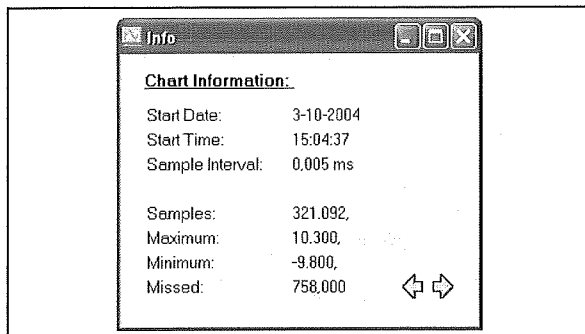 Info
Chart Information:
Start Date: 3-10-2004
Start Time: 15:04:37
Sample Interval: 0,005 ms
Samples: 321.092,
Maximum: 10.300,
Minimum: -9.800,
Missed: 758,000